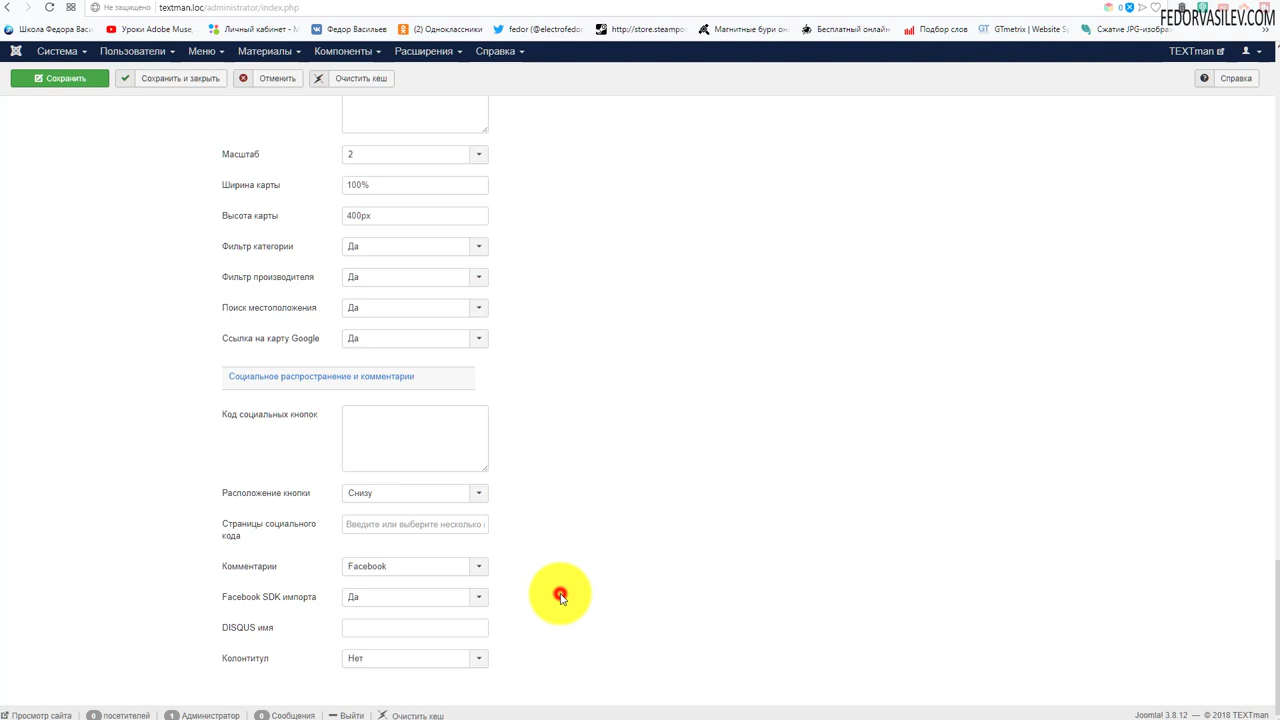 Не защищено textman.loc/administrator/index.php
FEDORVASILEV.COM
Школа Федора Васи Уроки Adobe Muse, Личный кабинет - М Федор Васильев (2) Одноклассники fedor (@electrofedor http://store.steampo Магнитные бури он Бесплатный онлайн Подбор слов GTmetrix | Website Sp Сжатие JPG-изобра
Система Пользователи Меню Материалы Компоненты Расширения Справка TEXTman
Сохранить Сохранить и закрыть Отменить Очистить кеш Справка
Масштаб 2
Ширина карты 100%
Высота карты 400px
Фильтр категории Да
Фильтр производителя Да
Поиск местоположения Да
Ссылка на карту Google Да
Социальное распространение и комментарии
Код социальных кнопок
Расположение кнопки Снизу
Страницы социального Введите или выберите несколько
кода
Комментарии Facebook
Facebook SDK импорта Да
DISQUS имя
Колонтитул Нет
Просмотр сайта 0 посетителей 1 Администратор 0 Сообщения Выйти Очистить кеш Joomla! 3.8.12 — © 2018 TEXTman